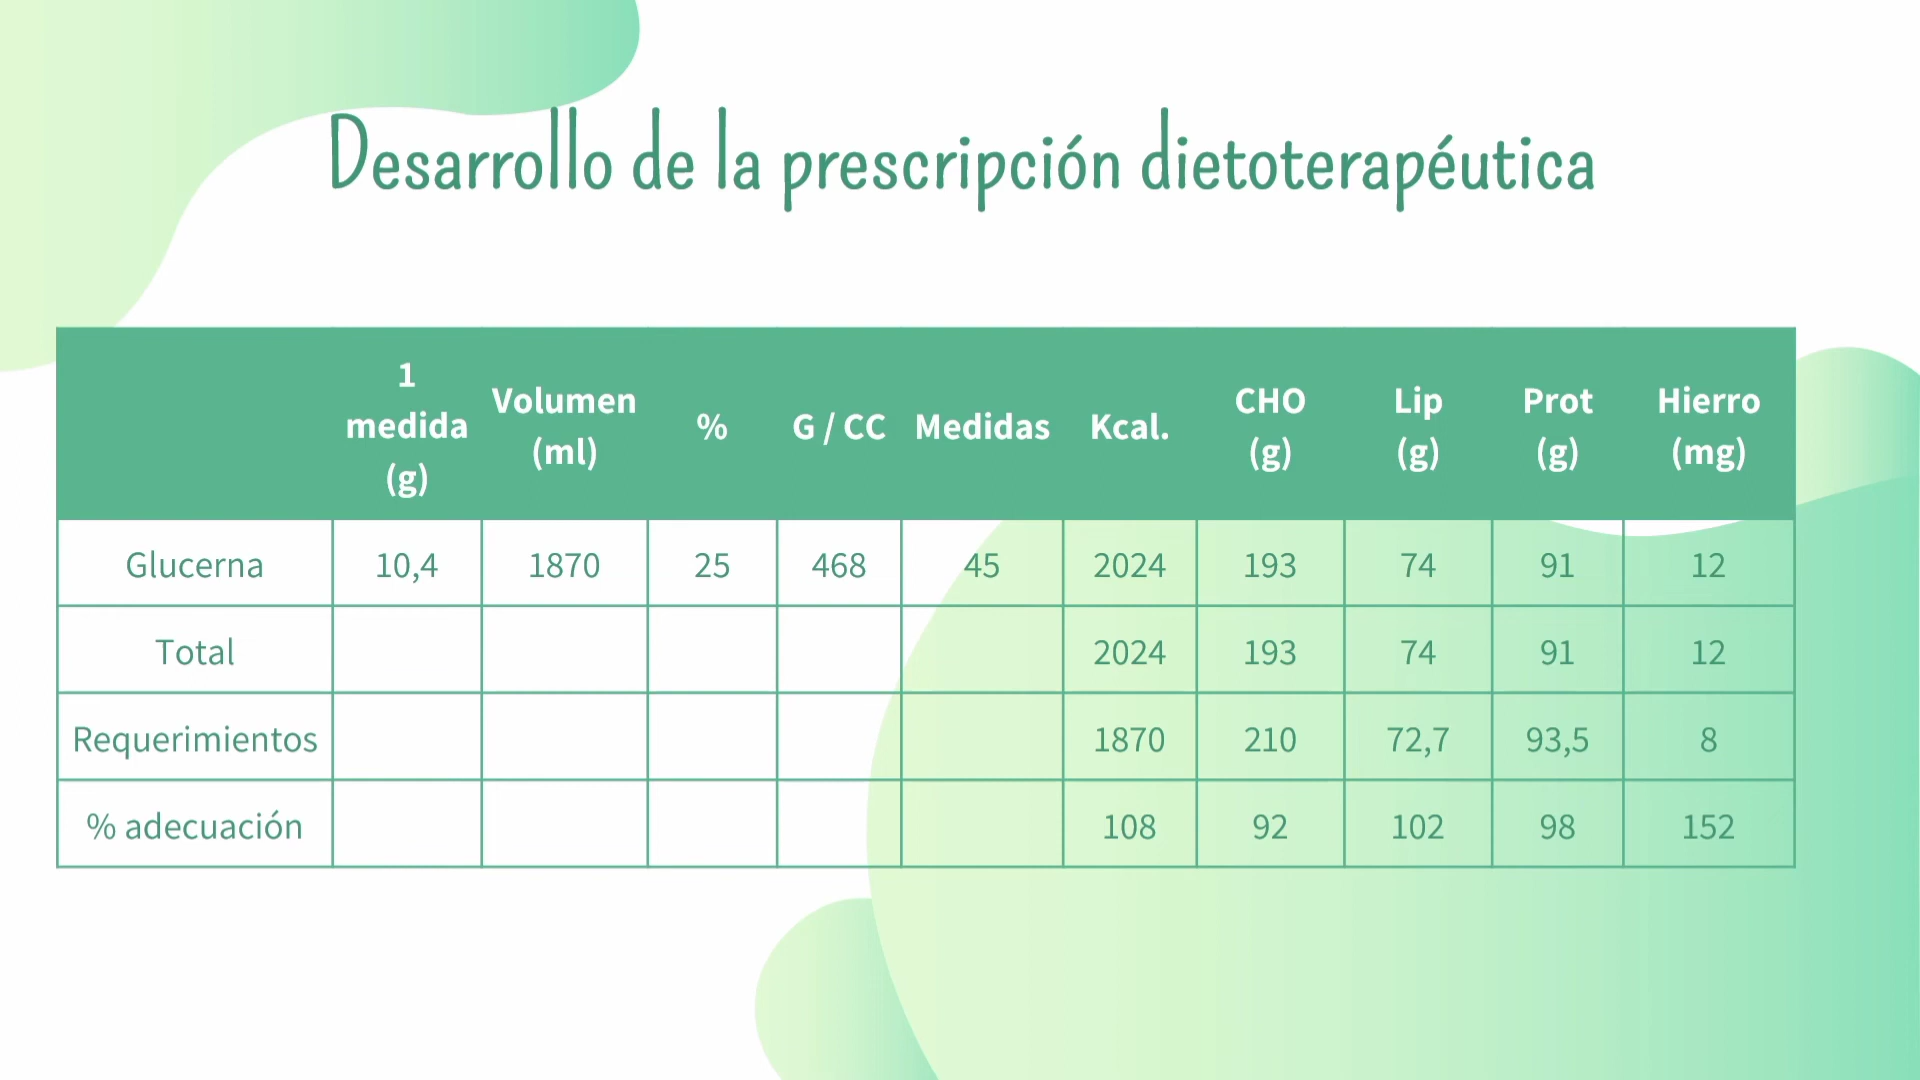 Desarrollo de la prescripción dietoterapéutica
1 medida (g) Volumen (ml) % G / CC Medidas Kcal. CHO (g) Lip (g) Prot (g) Hierro (mg)
Glucerna 10,4 1870 25 468 45 2024 193 74 91 12
Total 2024 193 74 91 12
Requerimientos 1870 210 72,7 93,5 8
% adecuación 108 92 102 98 152